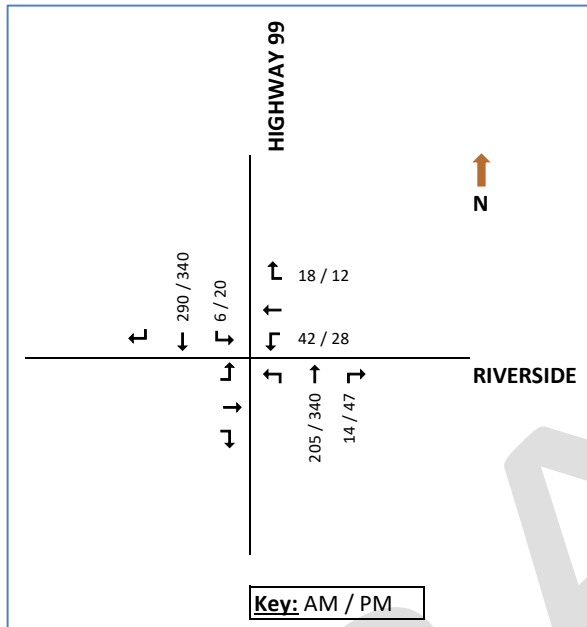 HIGHWAY 99
N
290 / 340
6 / 20
18 / 12
42 / 28
RIVERSIDE
205 / 340
14 / 47
Key: AM / PM